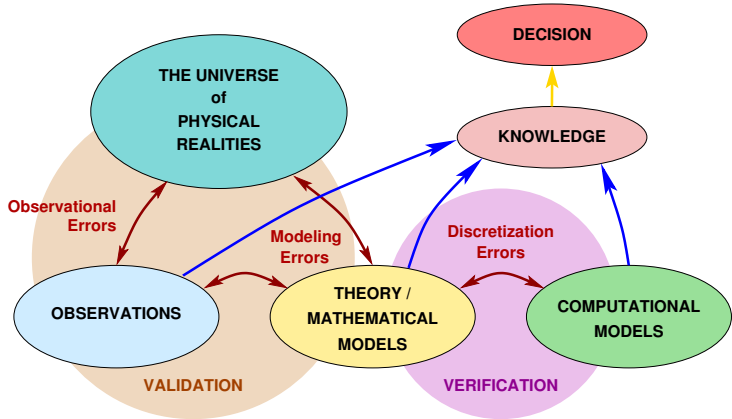 DECISION
THE UNIVERSE
of
PHYSICAL
REALITIES
KNOWLEDGE
Observational
Errors
Modeling
Errors
Discretization
Errors
OBSERVATIONS
THEORY /
MATHEMATICAL
MODELS
COMPUTATIONAL
MODELS
VALIDATION
VERIFICATION